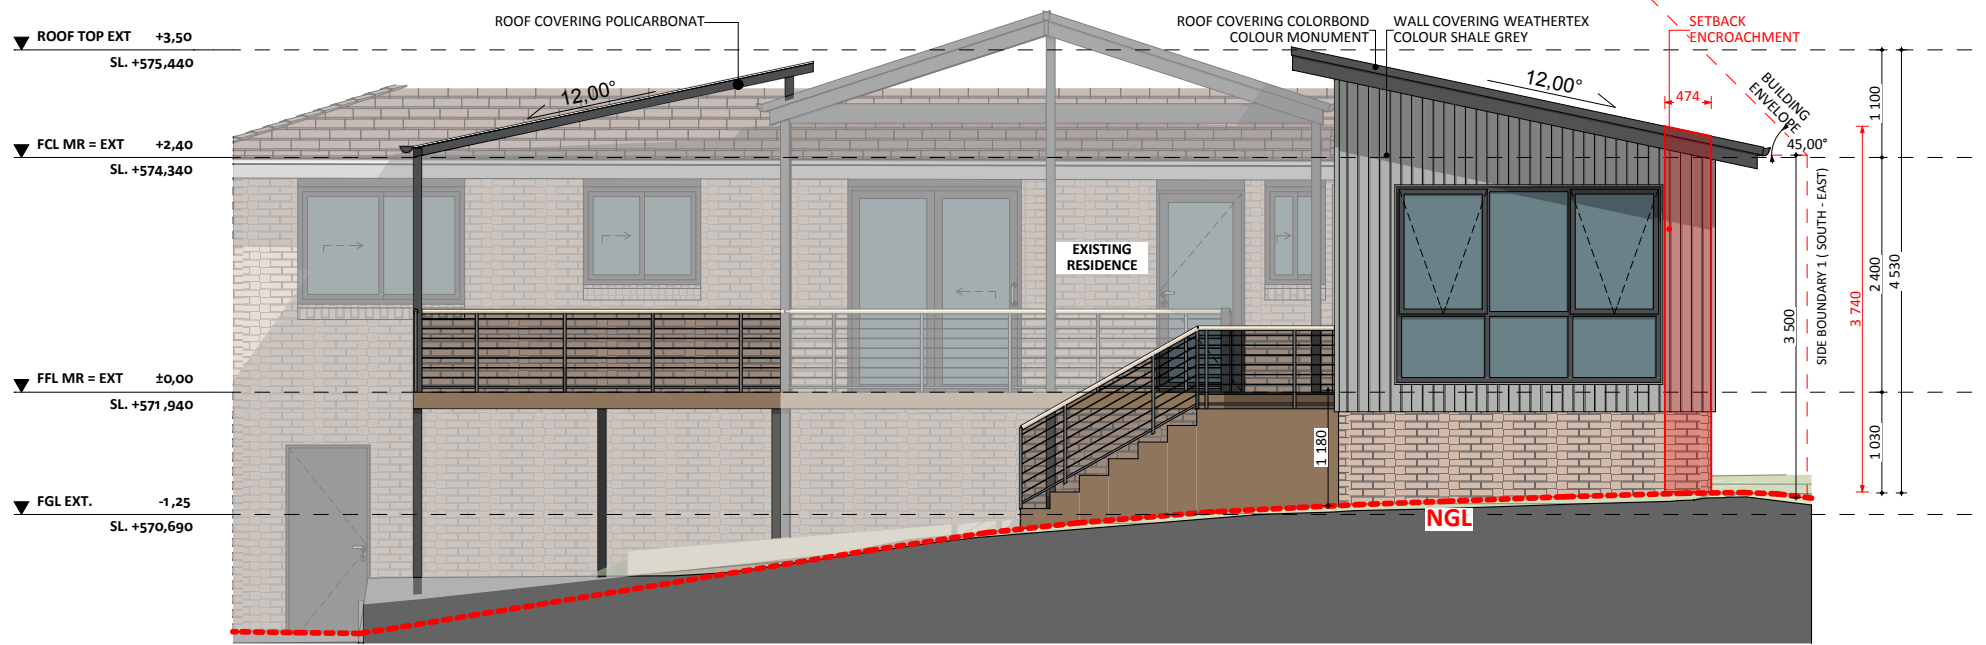 ROOF TOP EXT +3,50
SL. +575,440
FCL MR = EXT +2,40
SL. +574,340
FFL MR = EXT ±0,00
SL. +571,940
FGL EXT. -1,25
SL. +570,690
ROOF COVERING POLICARBONAT
12,00°
ROOF COVERING COLORBOND
COLOUR MONUMENT
WALL COVERING WEATHERTEX
COLOUR SHALE GREY
SETBACK
ENCROACHMENT
12,00°
474
BUILDING
ENVELOPE
45,00°
EXISTING
RESIDENCE
1 180
NGL
3 500
SIDE BOUNDARY 1 ( SOUTH - EAST)
3 740
1 100
2 400
1 030
4 530